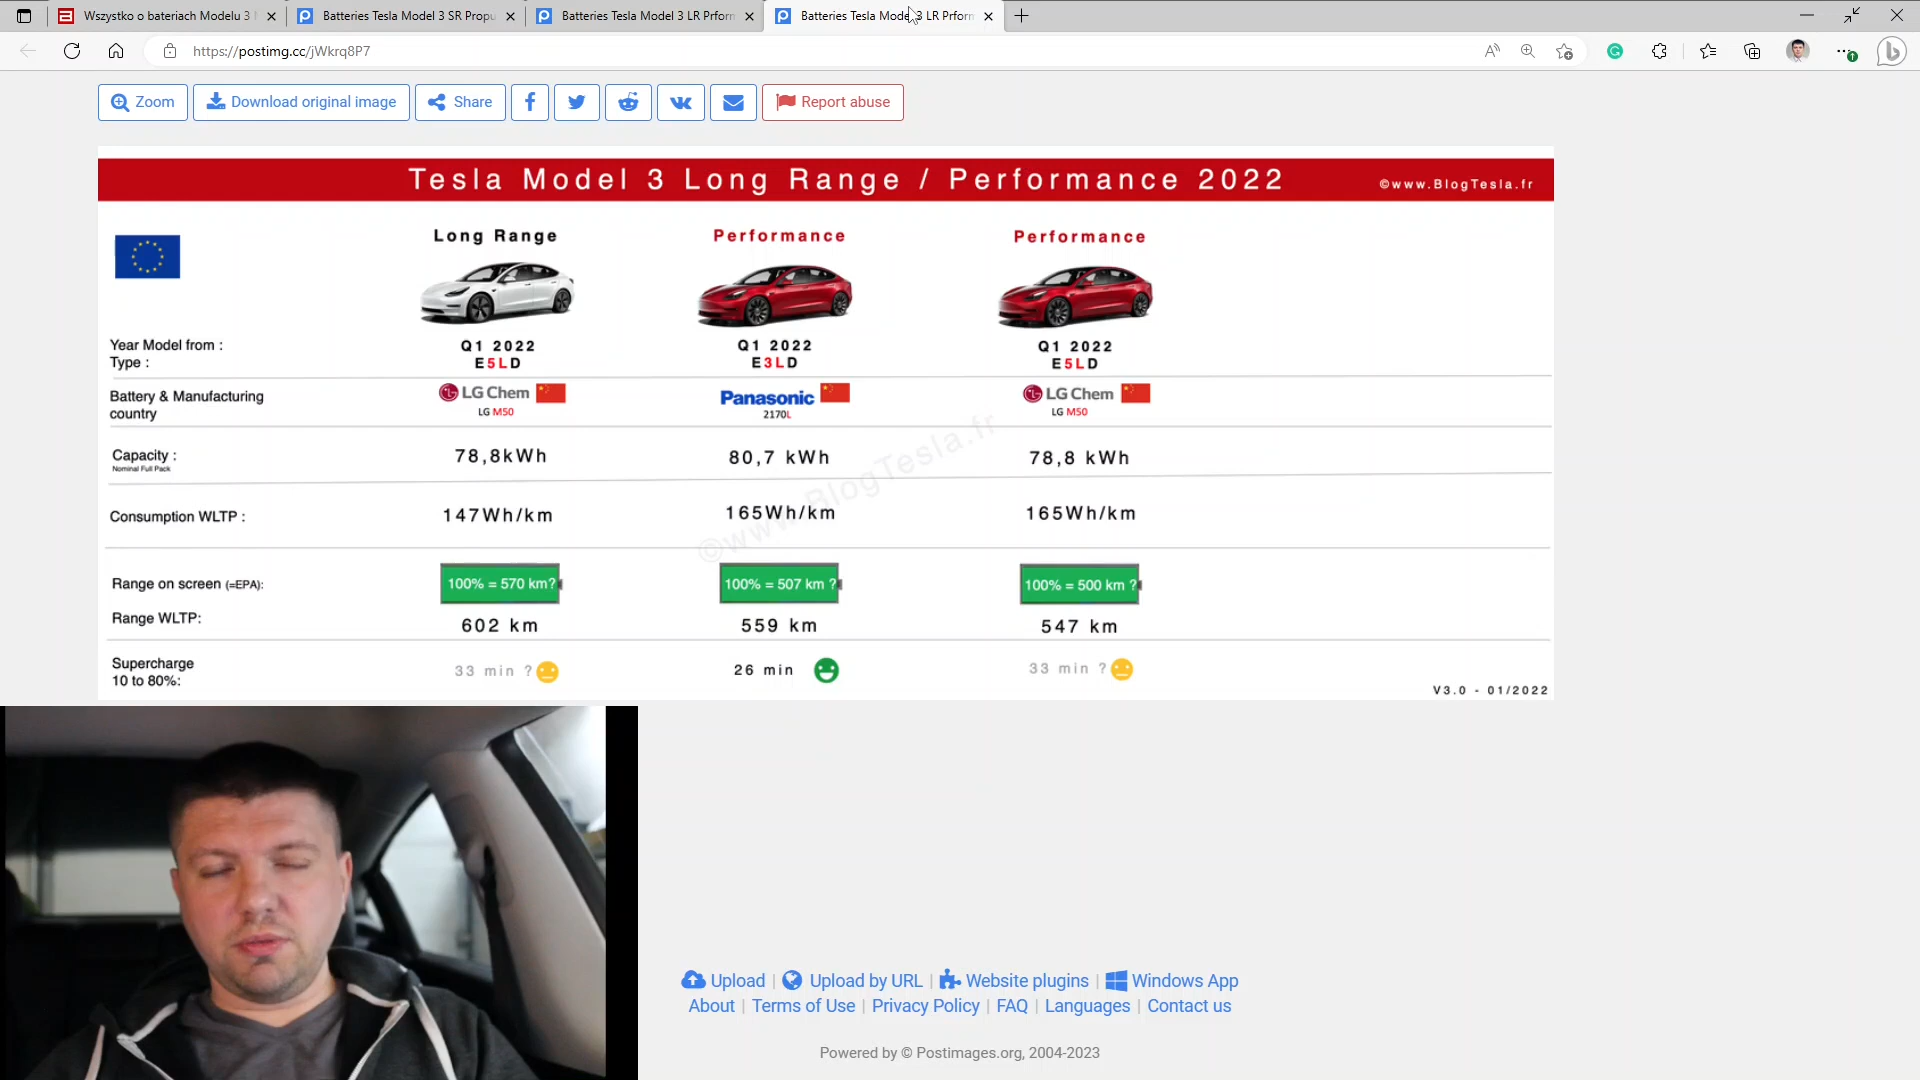 Wszystko o bateriach Modelu 3
Batteries Tesla Model 3 SR Propu
Batteries Tesla Model 3 LR Prforn
Batteries Tesla Mode 3 LR Prforn
https://postimg.cc/jWkrq8P7
Zoom
Download original image
Share
Report abuse
Tesla Model 3 Long Range / Performance 2022
©www.BlogTesla.fr
Long Range
Performance
Performance
Year Model from :
Type :
Q1 2022
E5LD
Q1 2022
E3LD
Q1 2022
E5LD
Battery & Manufacturing
country
LG Chem
LG M50
Panasonic
2170L
LG Chem
LG M50
Capacity :
Nominal Full Pack
78,8kWh
80,7 kWh
78,8 kWh
Consumption WLTP :
147Wh/km
165Wh/km
165Wh/km
©www.BlogTesla.fr
Range on screen (=EPA):
100% = 570 km?
100% = 507 km ?
100% = 500 km ?
Range WLTP:
602 km
559 km
547 km
Supercharge
10 to 80%:
33 min ?
26 min
33 min ?
V3.0 - 01/2022
Upload | Upload by URL | Website plugins | Windows App
About | Terms of Use | Privacy Policy | FAQ | Languages | Contact us
Powered by © Postimages.org, 2004-2023